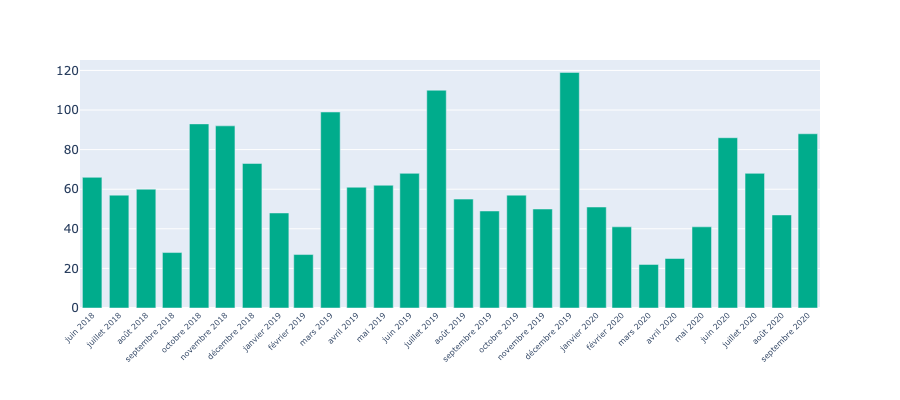 120
100
80
60
40
20
0
juin 2018
juillet 2018
août 2018
septembre 2018
octobre 2018
novembre 2018
décembre 2018
janvier 2019
février 2019
mars 2019
avril 2019
mai 2019
juin 2019
juillet 2019
août 2019
septembre 2019
octobre 2019
novembre 2019
décembre 2019
janvier 2020
février 2020
mars 2020
avril 2020
mai 2020
juin 2020
juillet 2020
août 2020
septembre 2020